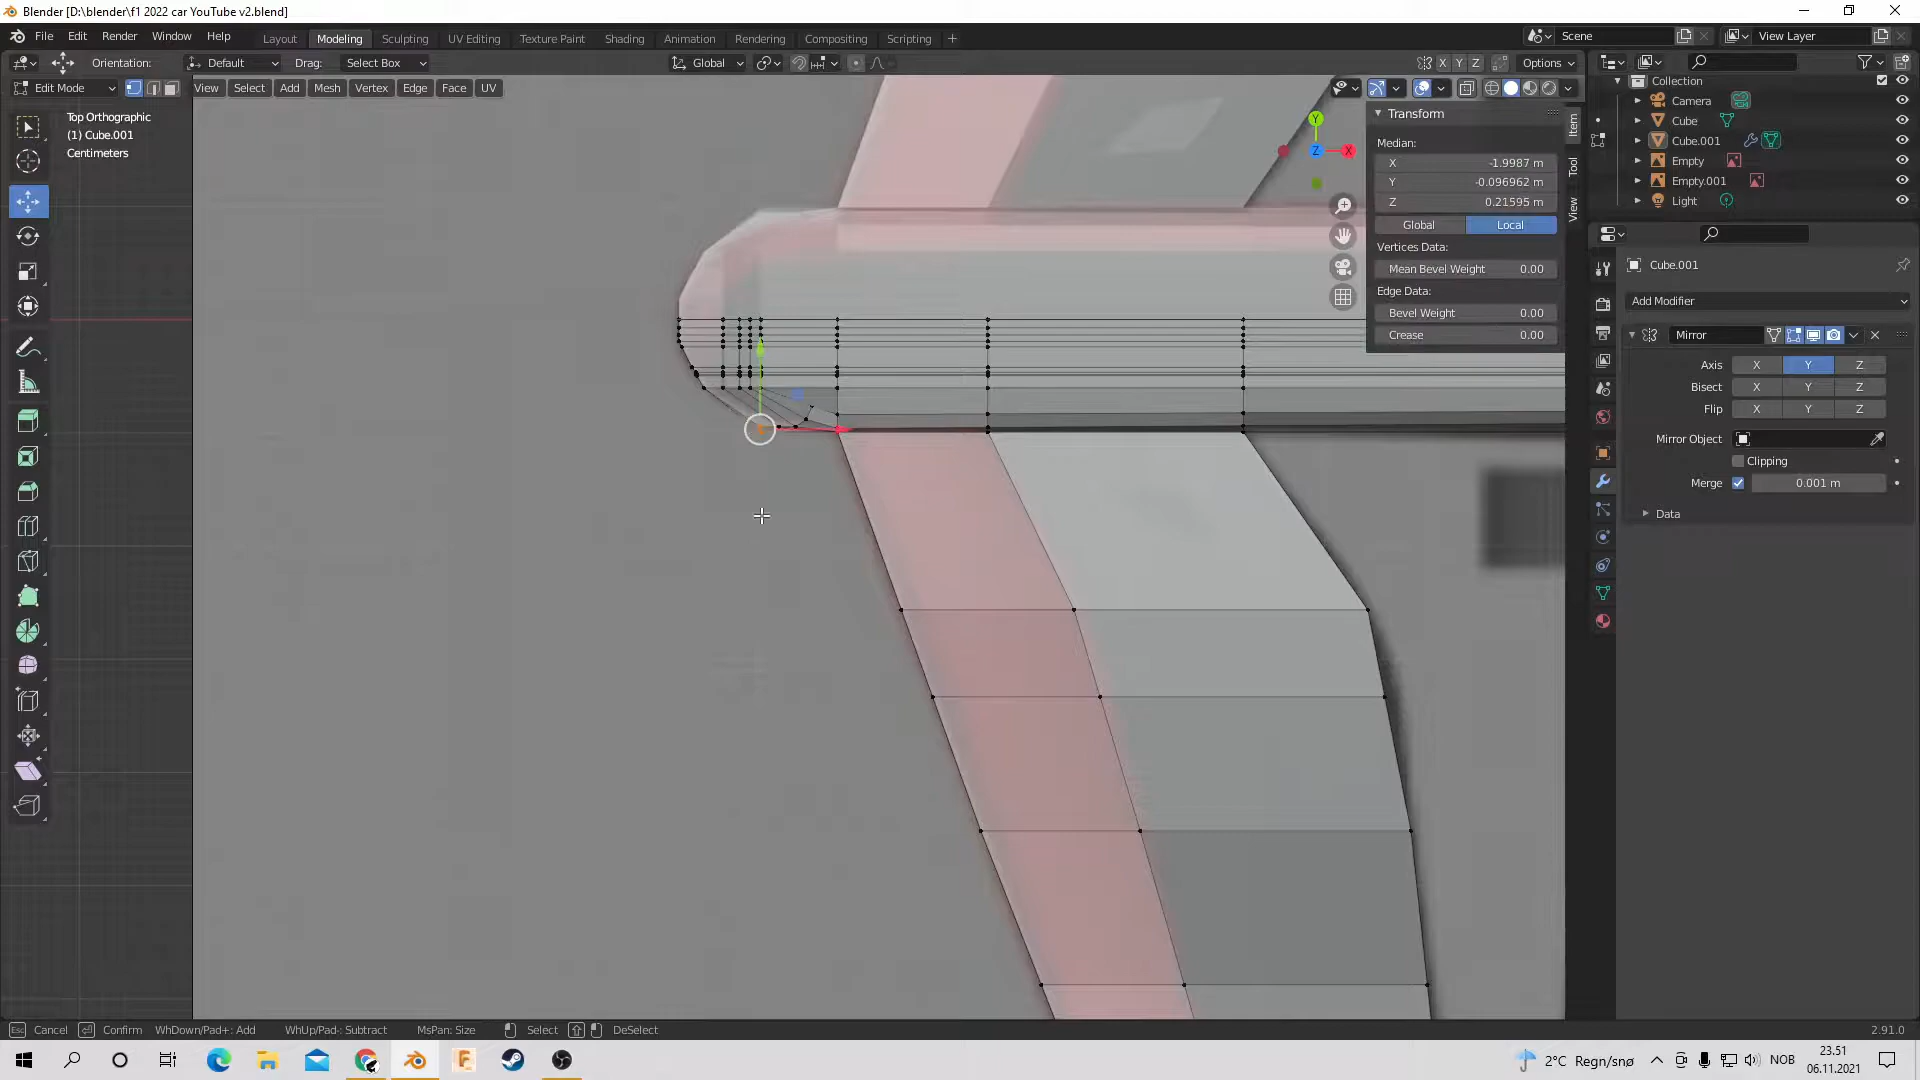 Blender [D:\blender\f1 2022 car YouTube v2.blend]
File Edit Render Window Help Layout Modeling Sculpting UV Editing Texture Paint Shading Animation Rendering Compositing Scripting + Scene View Layer
Orientation: Default Drag: Select Box Global X Y Z Options
Edit Mode View Select Add Mesh Vertex Edge Face UV
Top Orthographic
(1) Cube.001
Centimeters
Y
X
Z
Transform
Median:
X -1.9987 m
Y -0.096962 m
Z 0.21595 m
Global Local
Vertices Data:
Mean Bevel Weight 0.00
Edge Data:
Bevel Weight 0.00
Crease 0.00
Item
Tool
View
Collection
Camera
Cube
Cube.001
Empty
Empty.001
Light
Cube.001
Add Modifier
Mirror
Axis X Y Z
Bisect X Y Z
Flip X Y Z
Mirror Object
Clipping
Merge 0.001 m
Data
Esc Cancel Confirm WhDown/Pad+: Add WhUp/Pad-: Subtract MsPan: Size Select DeSelect 2.91.0
2°C Regn/snø NOB 23.51
06.11.2021